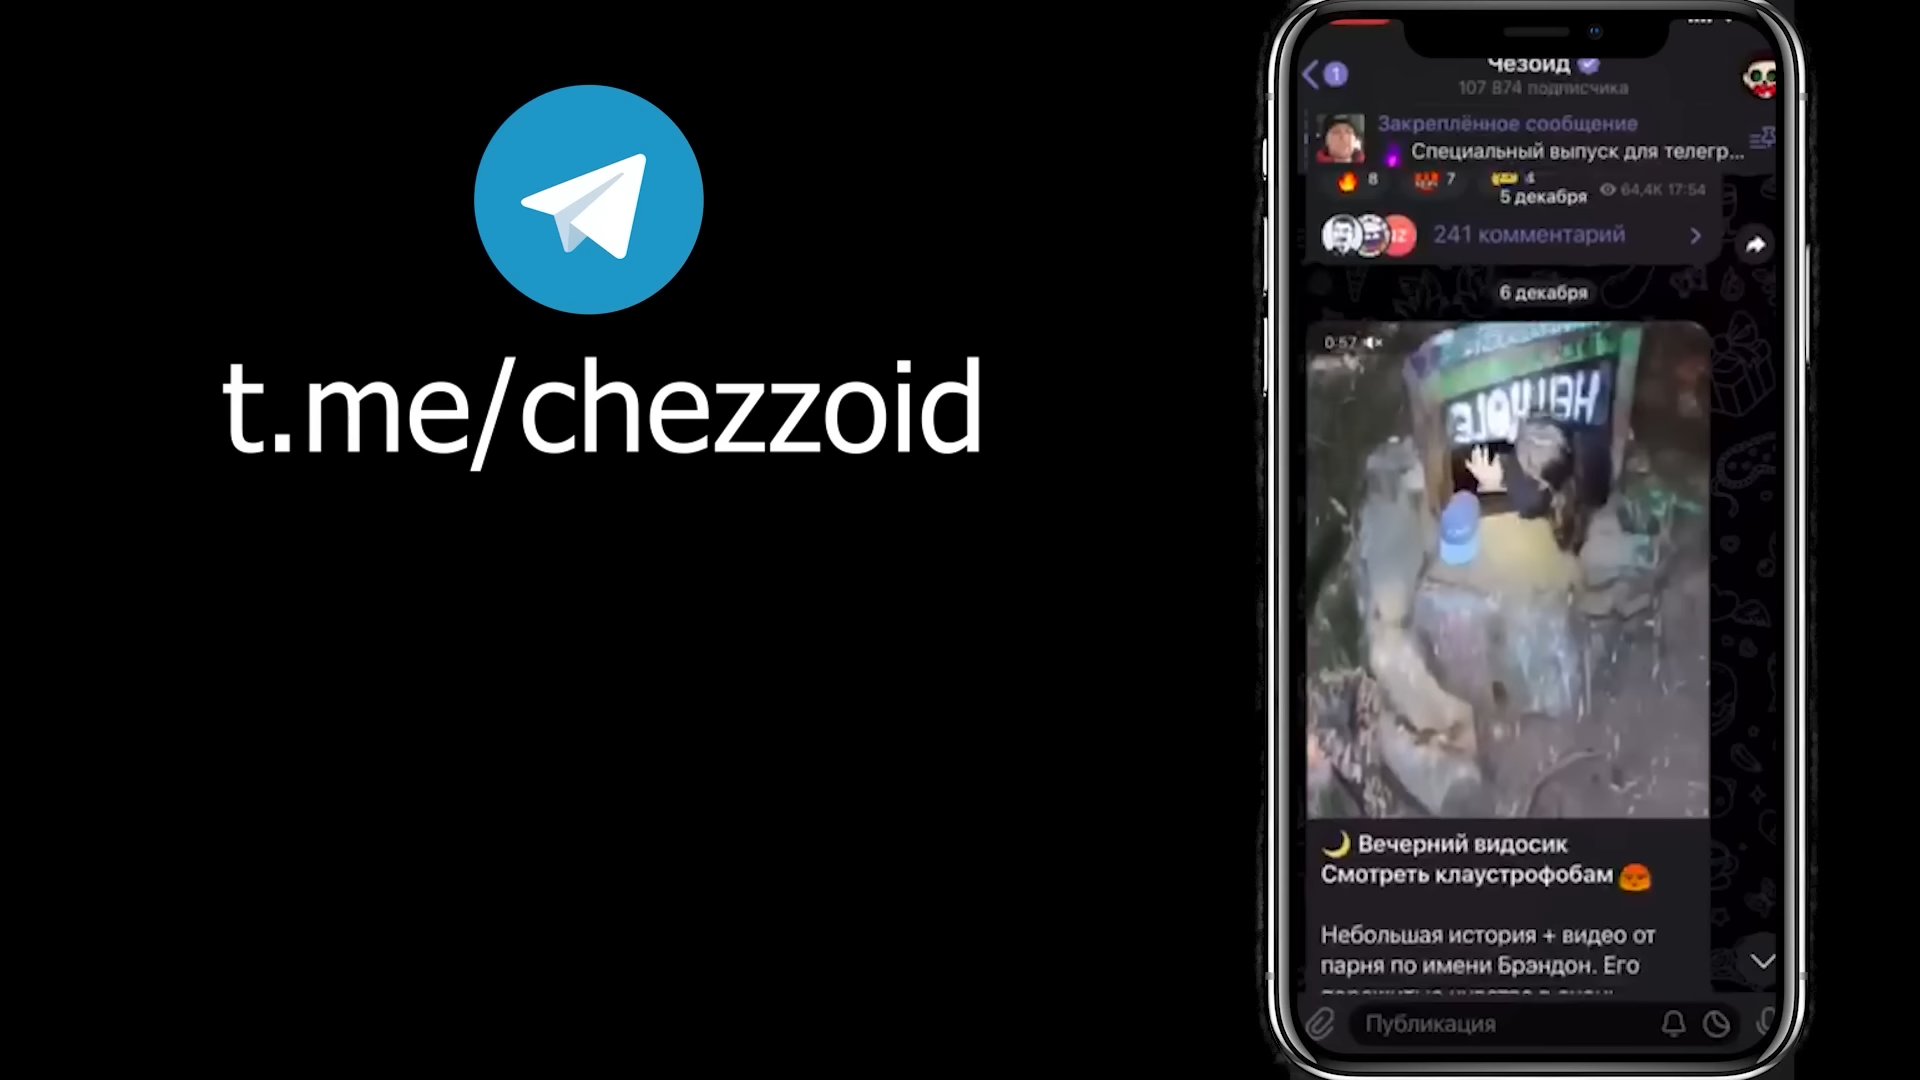 t.me/chezzoid
1
Чезоид
107 874 подписчика
Закреплённое сообщение
Специальный выпуск для телегр...
8 7 4
5 декабря
64,4K 17:54
IZ
241 комментарий
6 декабря
0:57
🌙 Вечерний видосик
Смотреть клаустрофобам
Небольшая история + видео от
парня по имени Брэндон. Его
Публикация